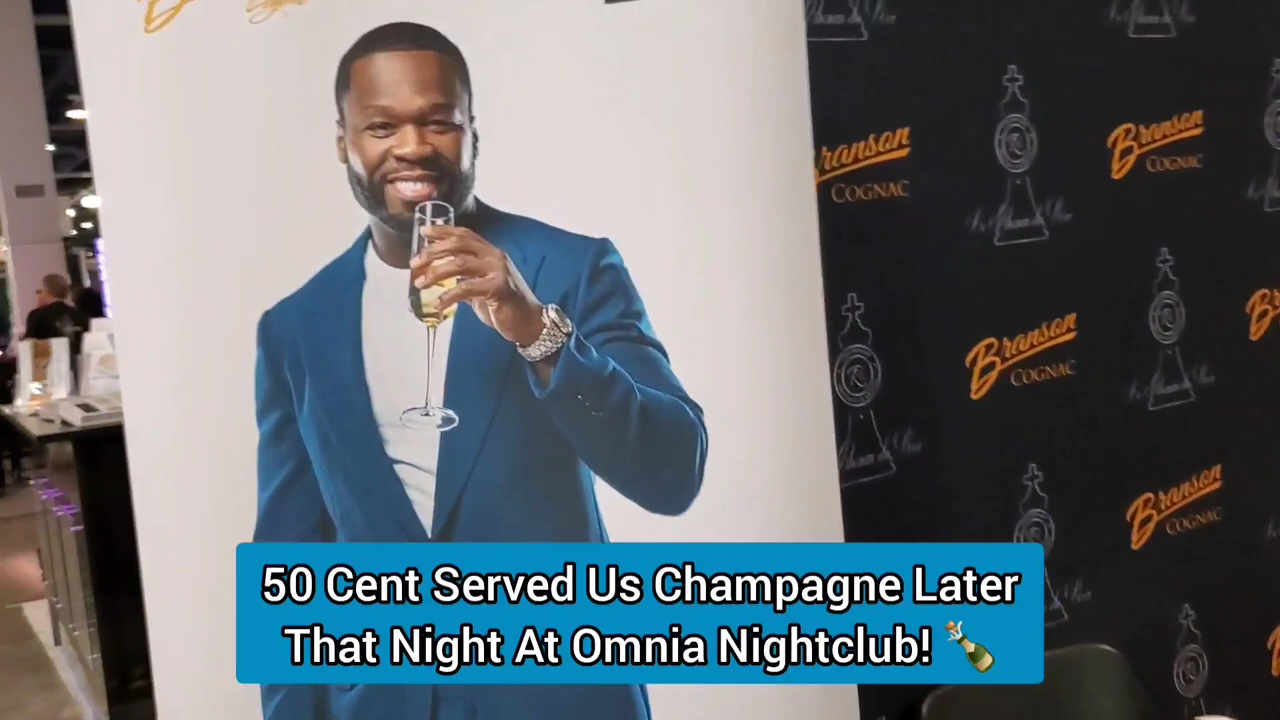 Branson
COGNAC
Branson
COGNAC
Branson
COGNAC
Branson
COGNAC
50 Cent Served Us Champagne Later
That Night At Omnia Nightclub!